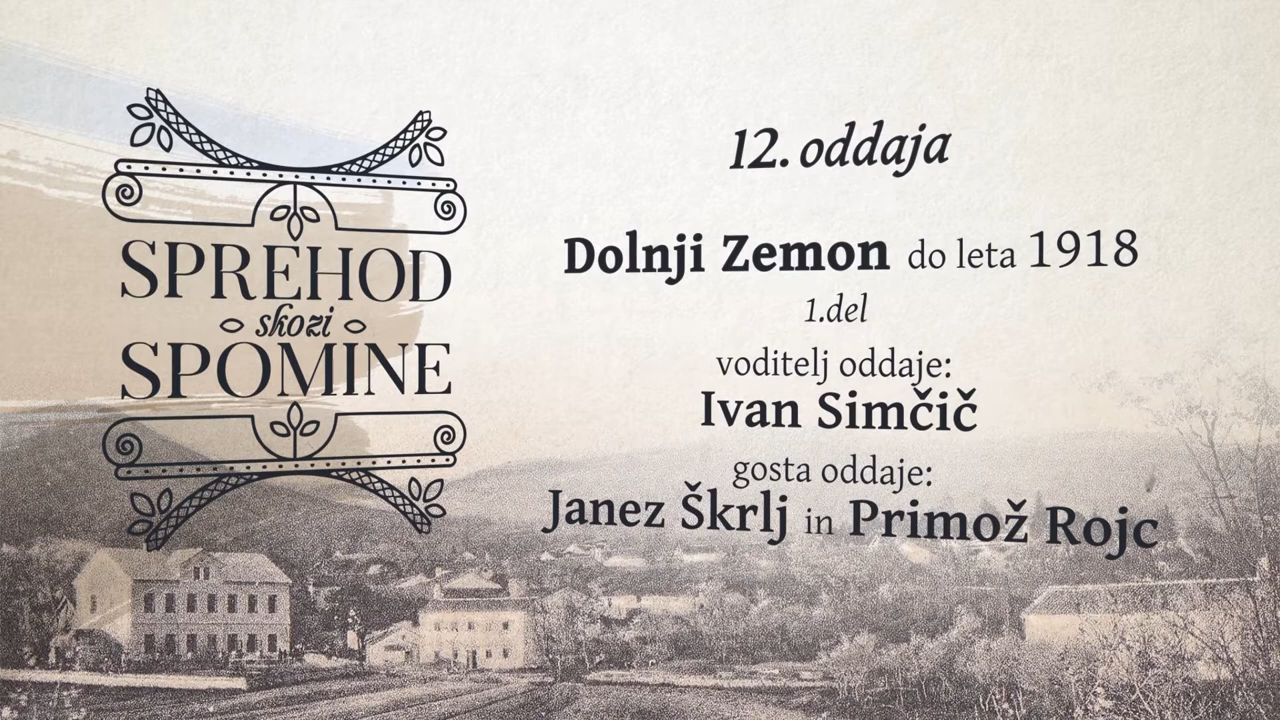 SPREHOD
skozi
SPOMINE
12. oddaja
Dolnji Zemon do leta 1918
1.del
voditelj oddaje:
Ivan Simčič
gosta oddaje:
Janez Škrlj in Primož Rojc